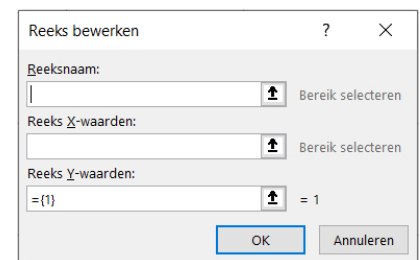 Reeks bewerken ?
Reeksnaam:
Bereik selecteren
Reeks X-waarden:
Bereik selecteren
Reeks Y-waarden:
={1} = 1
OK Annuleren